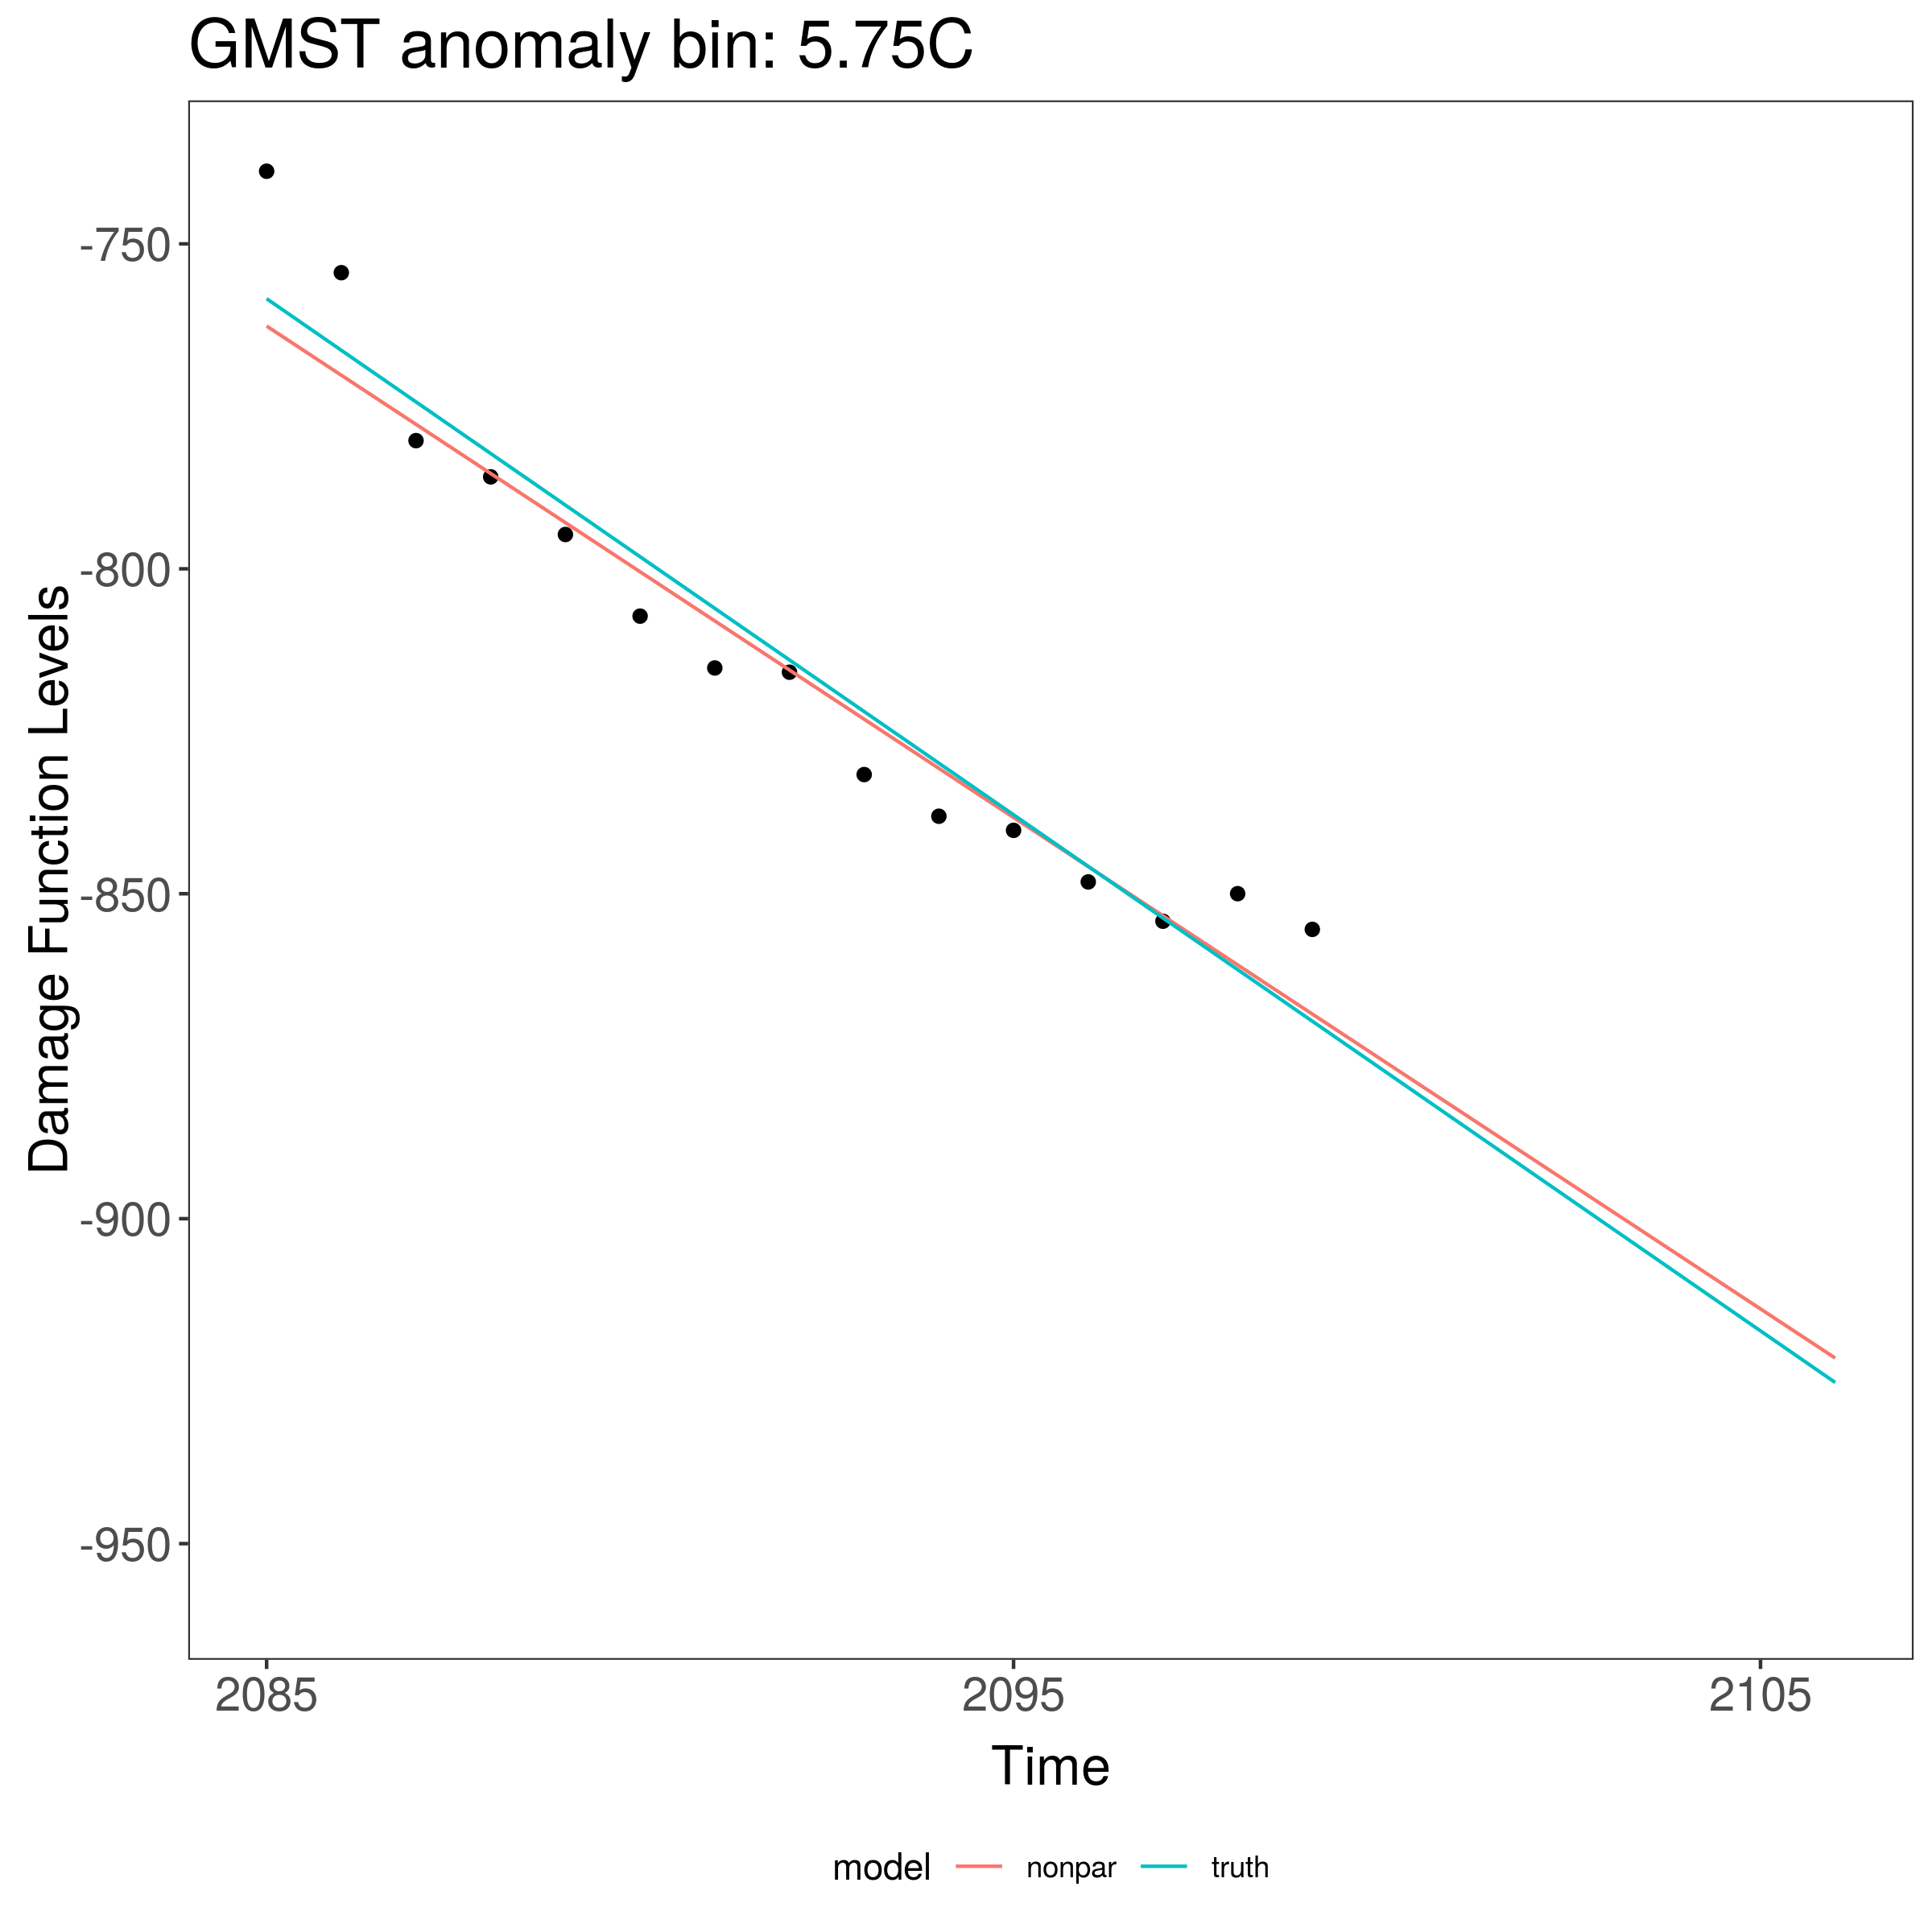 GMST anomaly bin: 5.75C
-750
-800
-850
-900
-950
Damage Function Levels
2085 2095 2105
Time
model nonpar truth